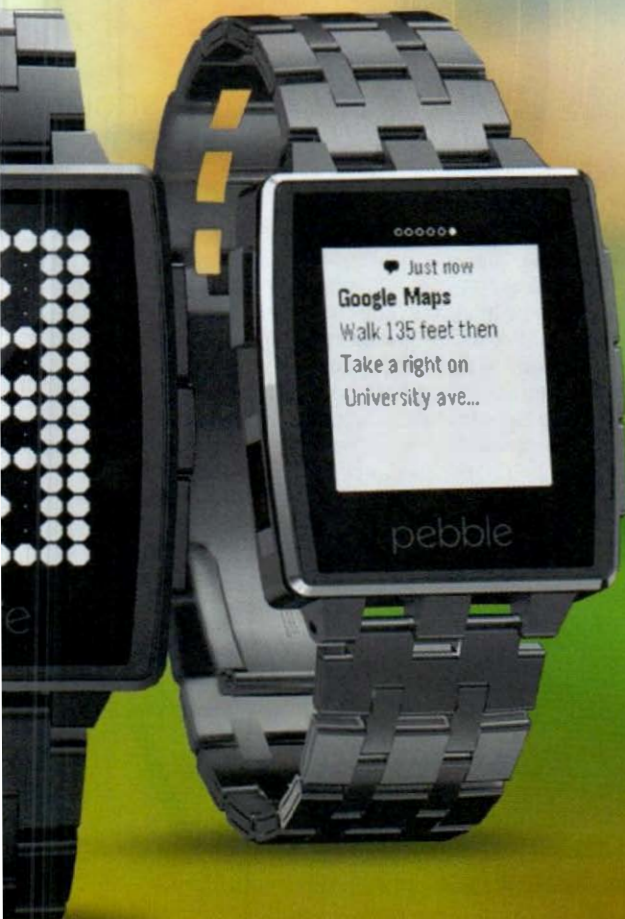 Just now
Google Maps
Walk 135 feet then
Take a right on
University ave...
pebble
e